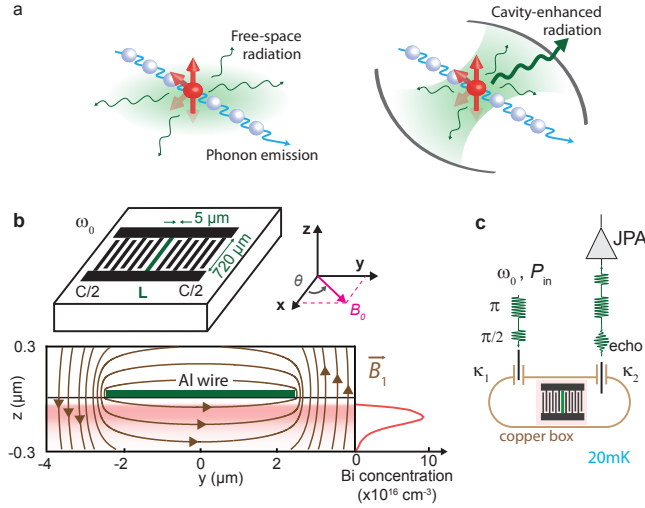 a
Free-space
radiation
Phonon emission
Cavity-enhanced
radiation
b
ω₀
5 μm
720 μm
C/2
L
C/2
z
y
θ
x
B₀
0.3
z (μm)
-0.3
Al wire
B₁
-4
-2
0
2
4
0
10
y (μm)
Bi concentration
(x10¹⁶ cm⁻³)
c
JPA
ω₀ , Pᵢₙ
π
π/2
echo
κ₁
κ₂
copper box
20mK